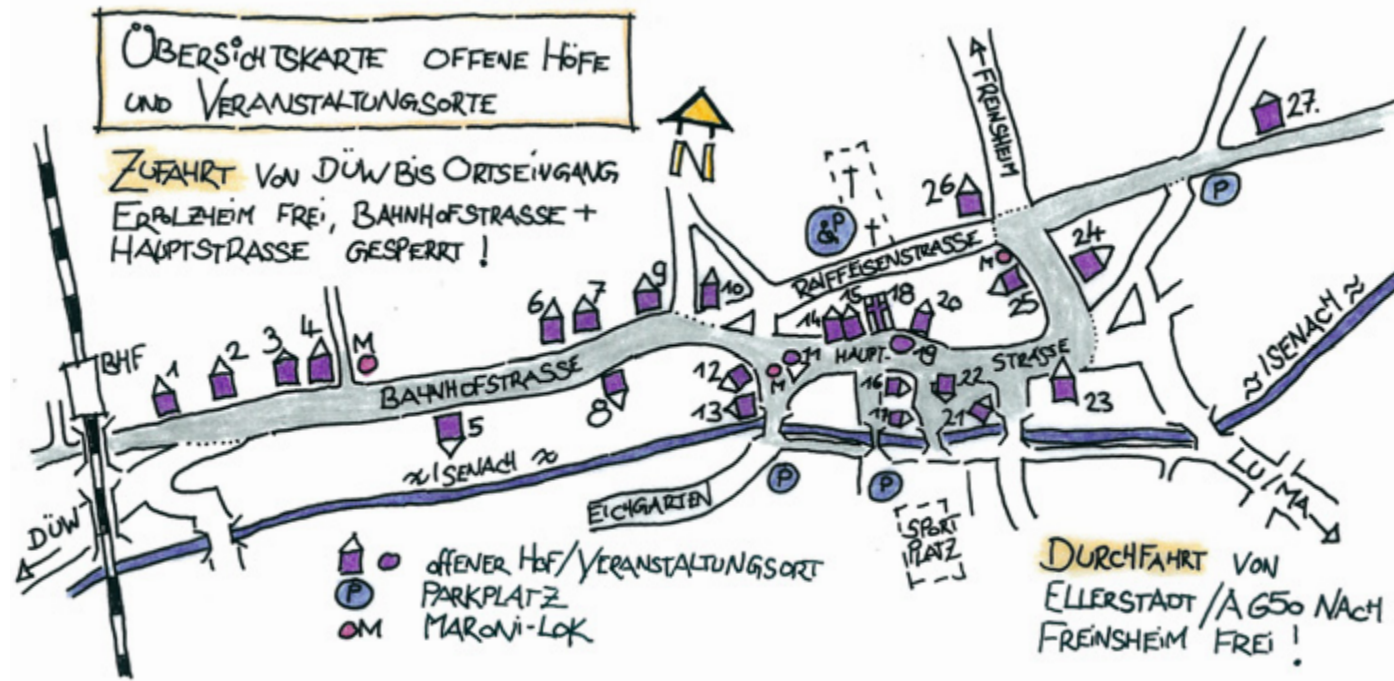 ÜBERSICHTSKARTE OFFENE HÖFE
UND VERANSTALTUNGSORTE
ZUFAHRT VON DÜW BIS ORTSEINGANG
ERPOLZHEIM FREI, BAHNHOFSTRASSE +
HAUPTSTRASSE GESPERRT !
N
FREINSHEIM
27.
P
26
P
RAIFFEISENSTRASSE
24
M
25
9
10
6
7
15
18
14
20
BHF
1
2
3
4
M
BAHNHOFSTRASSE
11
HAUPT-
19
STRASSE
M
12
13
16
17
22
21
23
8
5
≈ ISENACH ≈
≈ ISENACH ≈
EICHGARTEN
P
P
SPORT
PLATZ
LU/MA
DÜW
OFFENER HOF/VERANSTALTUNGSORT
P PARKPLATZ
M MARONI-LOK
DURCHFAHRT VON
ELLERSTADT/A650 NACH
FREINSHEIM FREI !